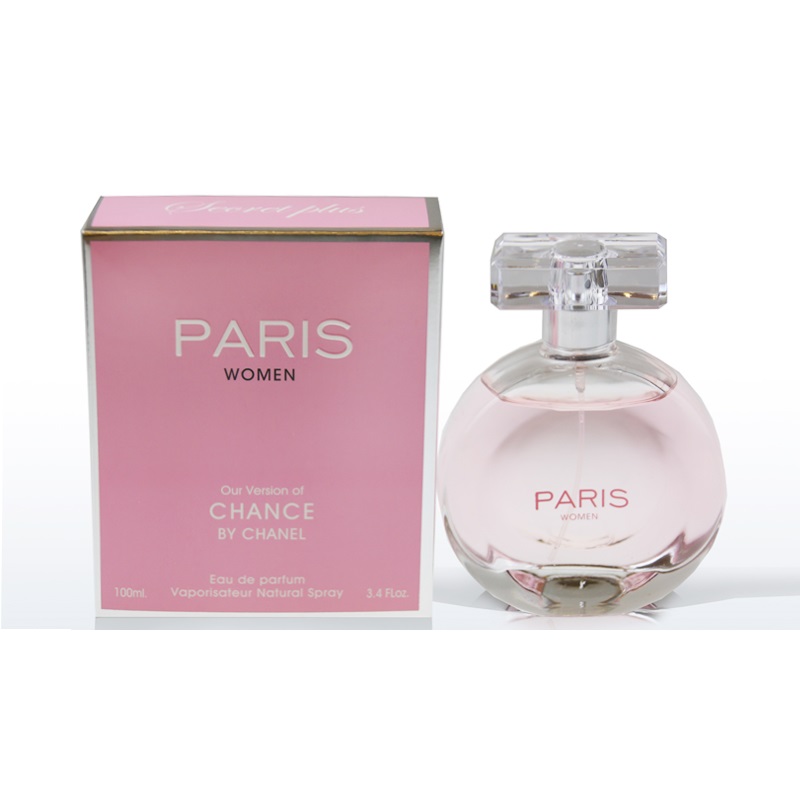 Secret plus
PARIS
WOMEN
Our Version of
CHANCE
BY CHANEL
Eau de parfum
100ml. Vaporisateur Natural Spray 3.4 FLoz.
PARIS
WOMEN